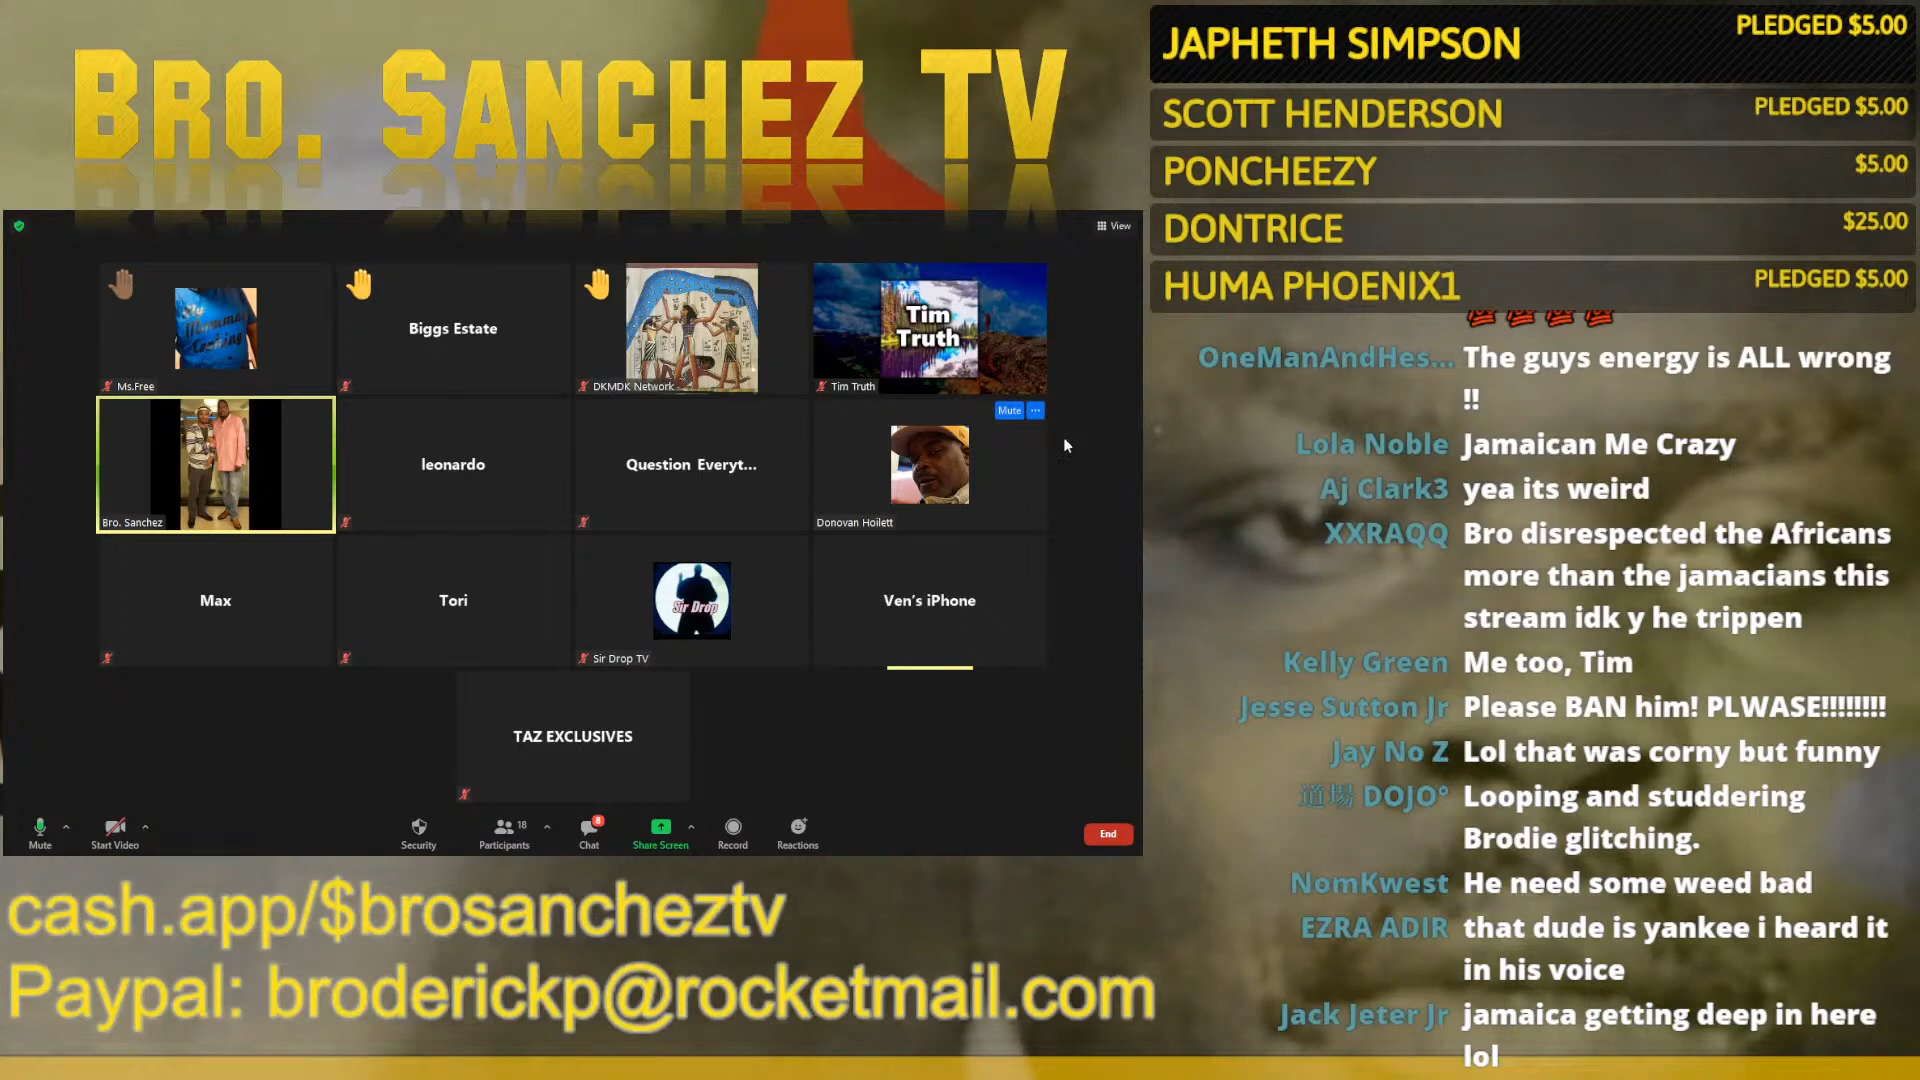 BRO. SANCHEZ TV
JAPHETH SIMPSON PLEDGED $5.00
SCOTT HENDERSON PLEDGED $5.00
PONCHEEZY $5.00
DONTRICE $25.00
HUMA PHOENIX1 PLEDGED $5.00
View
My Mommas Cooking
Ms.Free
Biggs Estate
DKMDK Network
Tim
Truth
Tim Truth
Bro. Sanchez
leonardo
Question Everyt...
Mute ...
Donovan Hoilett
Max
Tori
Sir Drop
Sir Drop TV
Ven's iPhone
TAZ EXCLUSIVES
Mute
Start Video
Security
18
Participants
8
Chat
Share Screen
Record
Reactions
End
cash.app/$brosancheztv
Paypal: broderickp@rocketmail.com
OneManAndHes... The guys energy is ALL wrong
!!
Lola Noble Jamaican Me Crazy
Aj Clark3 yea its weird
XXRAQQ Bro disrespected the Africans
more than the jamacians this
stream idk y he trippen
Kelly Green Me too, Tim
Jesse Sutton Jr Please BAN him! PLWASE!!!!!!!!
Jay No Z Lol that was corny but funny
道場 DOJO° Looping and studdering
Brodie glitching.
NomKwest He need some weed bad
EZRA ADIR that dude is yankee i heard it
in his voice
Jack Jeter Jr jamaica getting deep in here
lol